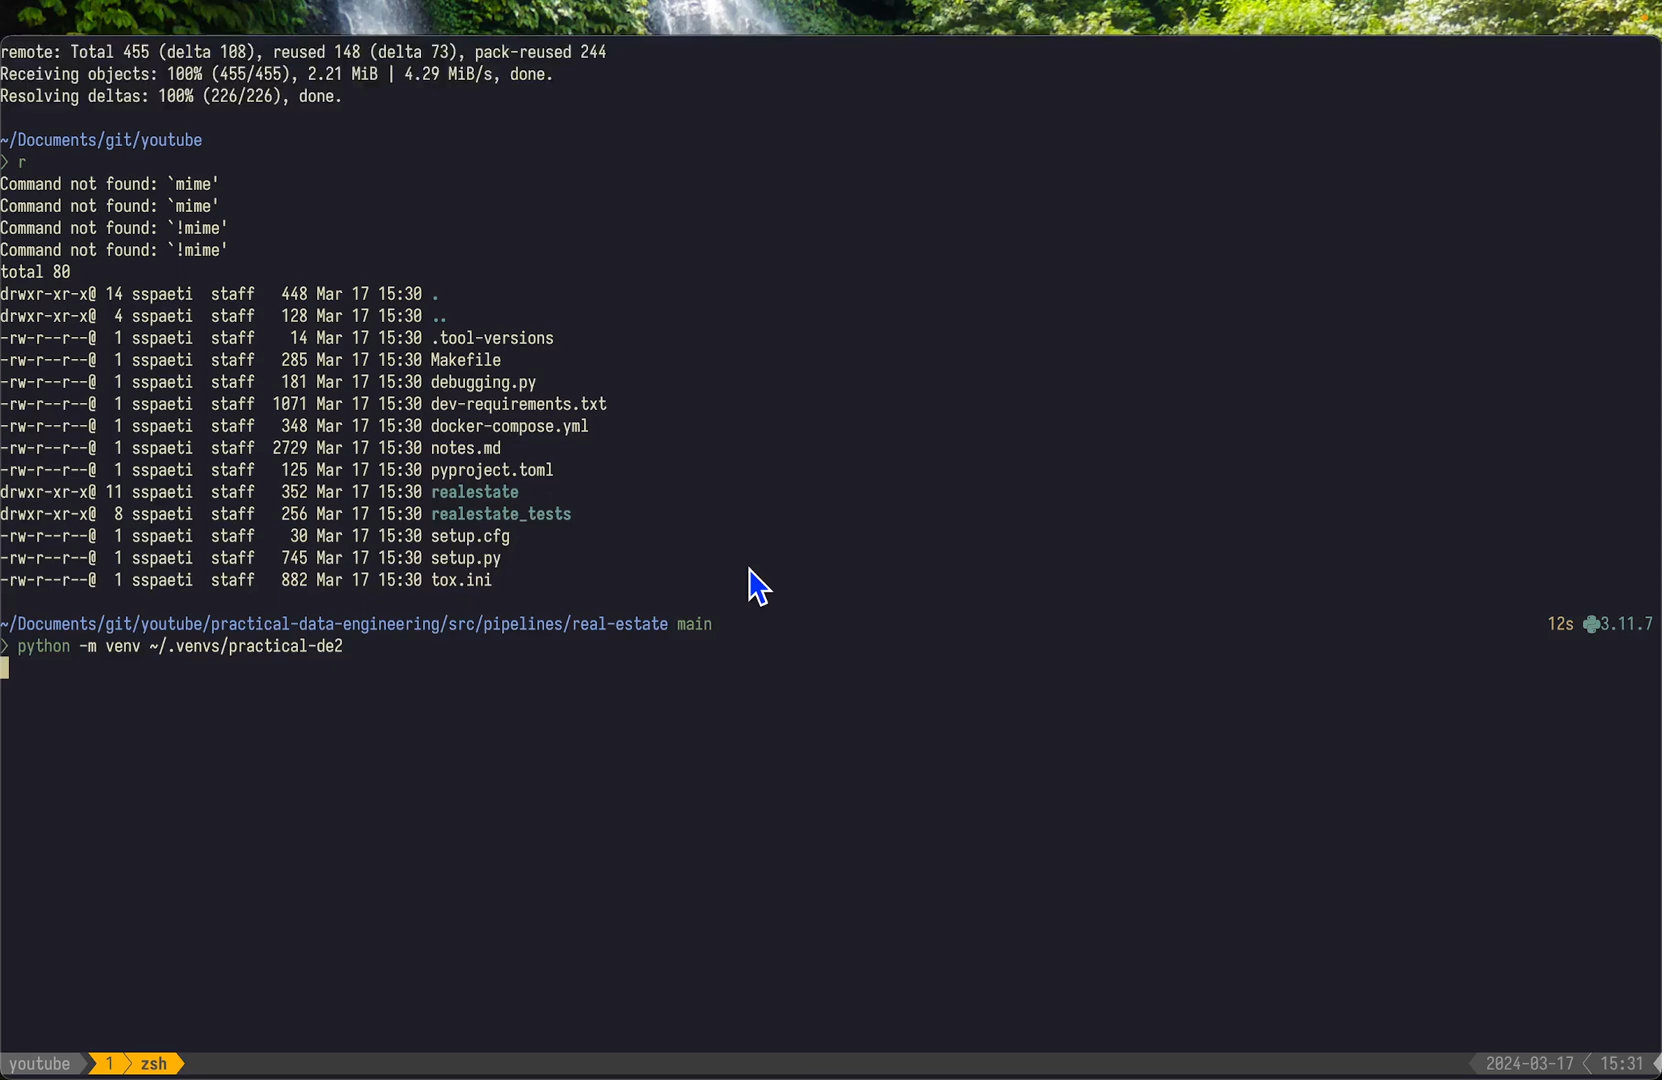 remote: Total 455 (delta 108), reused 148 (delta 73), pack-reused 244
Receiving objects: 100% (455/455), 2.21 MiB | 4.29 MiB/s, done.
Resolving deltas: 100% (226/226), done.
~/Documents/git/youtube
❯ r
Command not found: `mime'
Command not found: `mime'
Command not found: `!mime'
Command not found: `!mime'
total 80
drwxr-xr-x@ 14 sspaeti  staff   448 Mar 17 15:30 .
drwxr-xr-x@  4 sspaeti  staff   128 Mar 17 15:30 ..
-rw-r--r--@  1 sspaeti  staff    14 Mar 17 15:30 .tool-versions
-rw-r--r--@  1 sspaeti  staff   285 Mar 17 15:30 Makefile
-rw-r--r--@  1 sspaeti  staff   181 Mar 17 15:30 debugging.py
-rw-r--r--@  1 sspaeti  staff  1071 Mar 17 15:30 dev-requirements.txt
-rw-r--r--@  1 sspaeti  staff   348 Mar 17 15:30 docker-compose.yml
-rw-r--r--@  1 sspaeti  staff  2729 Mar 17 15:30 notes.md
-rw-r--r--@  1 sspaeti  staff   125 Mar 17 15:30 pyproject.toml
drwxr-xr-x@ 11 sspaeti  staff   352 Mar 17 15:30 realestate
drwxr-xr-x@  8 sspaeti  staff   256 Mar 17 15:30 realestate_tests
-rw-r--r--@  1 sspaeti  staff    30 Mar 17 15:30 setup.cfg
-rw-r--r--@  1 sspaeti  staff   745 Mar 17 15:30 setup.py
-rw-r--r--@  1 sspaeti  staff   882 Mar 17 15:30 tox.ini
~/Documents/git/youtube/practical-data-engineering/src/pipelines/real-estate main 12s 3.11.7
❯ python -m venv ~/.venvs/practical-de2
youtube 1 zsh 2024-03-17 15:31